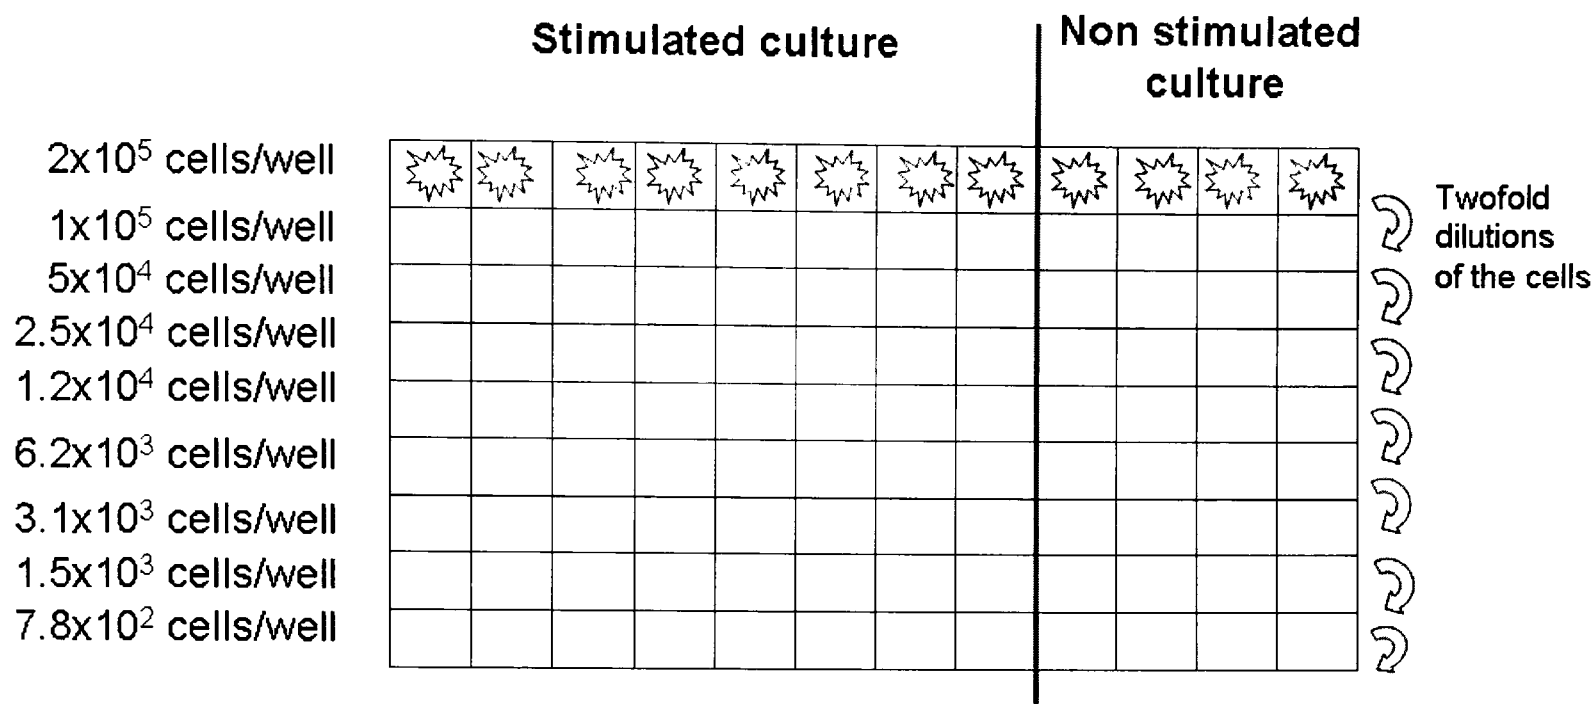 Stimulated culture
Non stimulated
culture
2x10⁵ cells/well
1x10⁵ cells/well
5x10⁴ cells/well
2.5x10⁴ cells/well
1.2x10⁴ cells/well
6.2x10³ cells/well
3.1x10³ cells/well
1.5x10³ cells/well
7.8x10² cells/well
Twofold
dilutions
of the cells